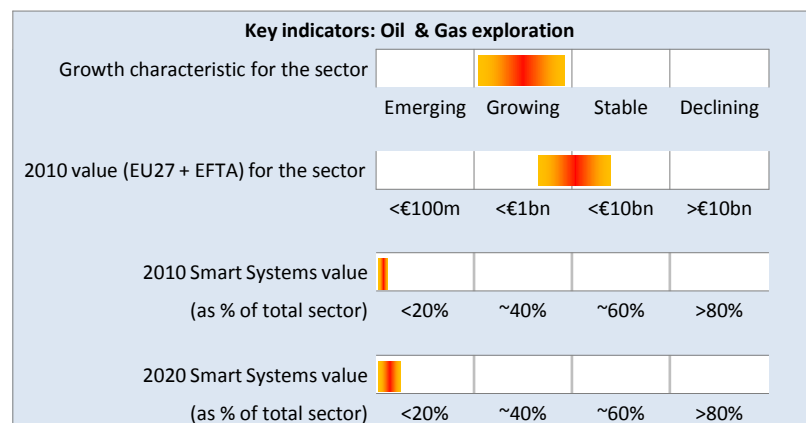 Key indicators: Oil & Gas exploration
Growth characteristic for the sector
Emerging Growing Stable Declining
2010 value (EU27 + EFTA) for the sector
<€100m <€1bn <€10bn >€10bn
2010 Smart Systems value
(as % of total sector) <20% ~40% ~60% >80%
2020 Smart Systems value
(as % of total sector) <20% ~40% ~60% >80%